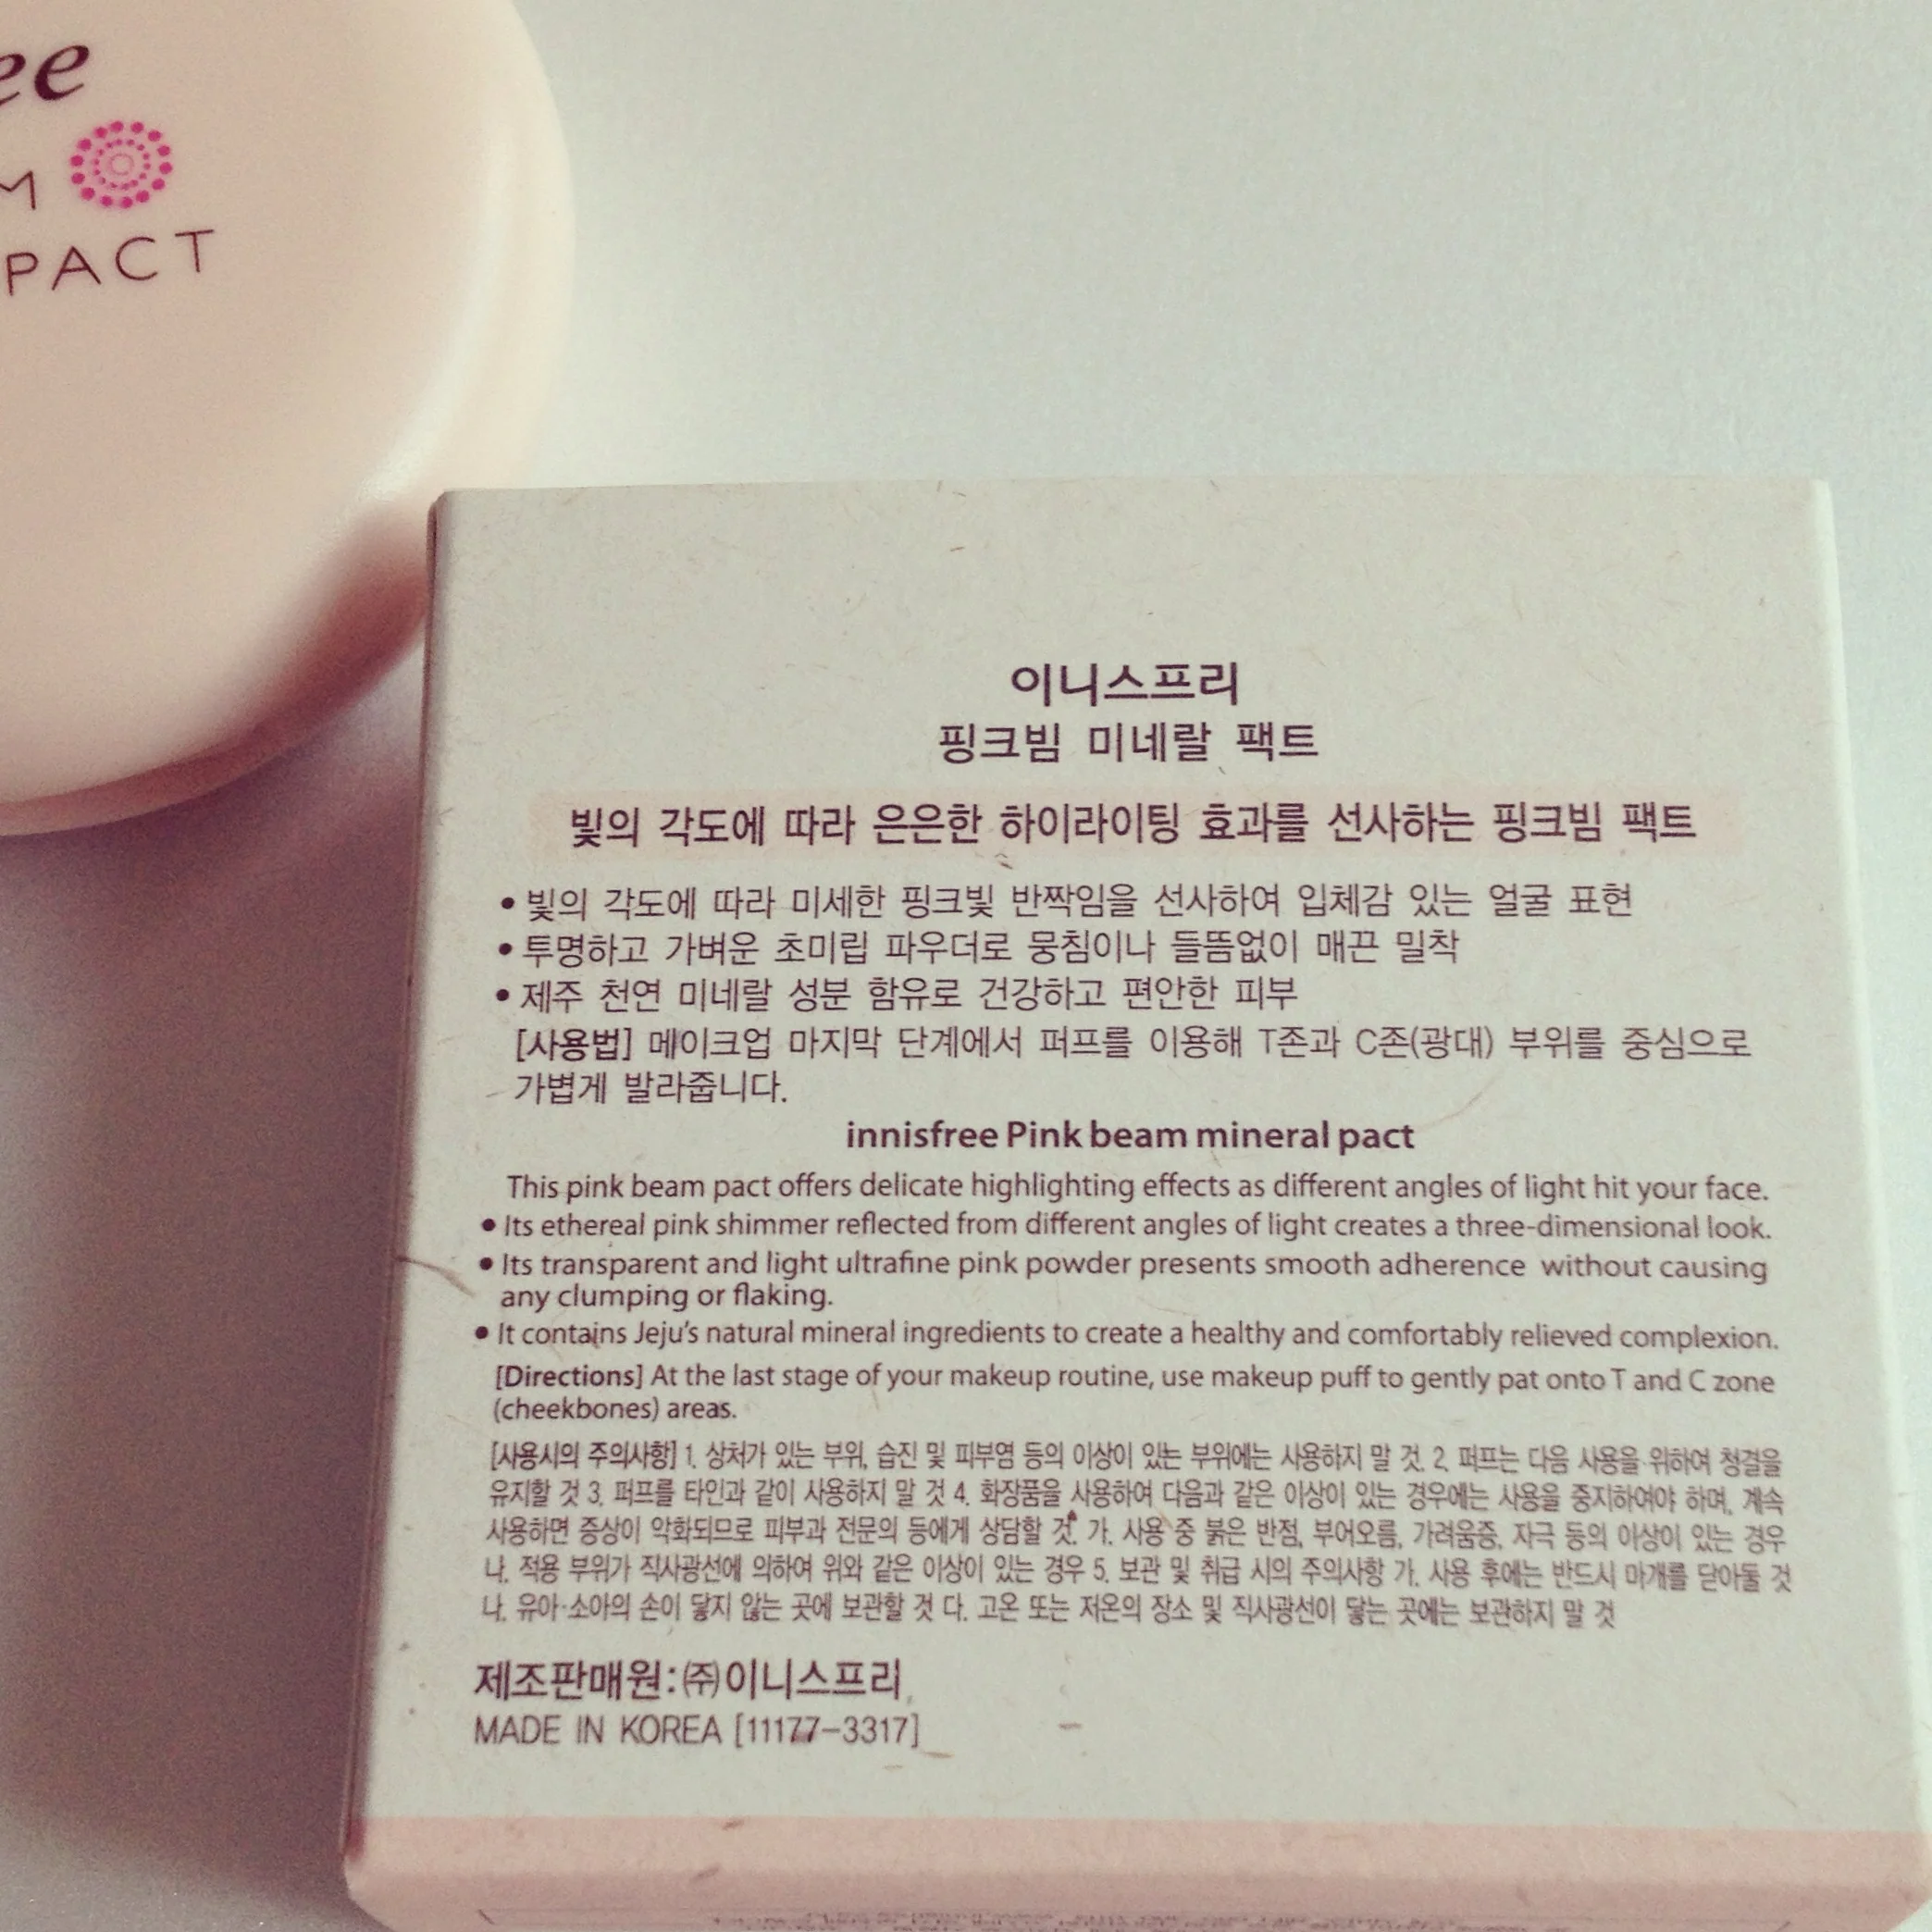 ee
M
PACT
이니스프리
핑크빔 미네랄 팩트
빛의 각도에 따라 은은한 하이라이팅 효과를 선사하는 핑크빔 팩트
• 빛의 각도에 따라 미세한 핑크빛 반짝임을 선사하여 입체감 있는 얼굴 표현
• 투명하고 가벼운 초미립 파우더로 뭉침이나 들뜸없이 매끈 밀착
• 제주 천연 미네랄 성분 함유로 건강하고 편안한 피부
[사용법] 메이크업 마지막 단계에서 퍼프를 이용해 T존과 C존(광대) 부위를 중심으로
가볍게 발라줍니다.
innisfree Pink beam mineral pact
This pink beam pact offers delicate highlighting effects as different angles of light hit your face.
• Its ethereal pink shimmer reflected from different angles of light creates a three-dimensional look.
• Its transparent and light ultrafine pink powder presents smooth adherence without causing
any clumping or flaking.
• It contains Jeju's natural mineral ingredients to create a healthy and comfortably relieved complexion.
[Directions] At the last stage of your makeup routine, use makeup puff to gently pat onto T and C zone
(cheekbones) areas.
[사용시의 주의사항] 1. 상처가 있는 부위, 습진 및 피부염 등의 이상이 있는 부위에는 사용하지 말 것. 2. 퍼프는 다음 사용을 위하여 청결을
유지할 것 3. 퍼프를 타인과 같이 사용하지 말 것 4. 화장품을 사용하여 다음과 같은 이상이 있는 경우에는 사용을 중지하여야 하며, 계속
사용하면 증상이 악화되므로 피부과 전문의 등에게 상담할 것. 가. 사용 중 붉은 반점, 부어오름, 가려움증, 자극 등의 이상이 있는 경우
나. 적용 부위가 직사광선에 의하여 위와 같은 이상이 있는 경우 5. 보관 및 취급 시의 주의사항 가. 사용 후에는 반드시 마개를 닫아둘 것
나. 유아·소아의 손이 닿지 않는 곳에 보관할 것 다. 고온 또는 저온의 장소 및 직사광선이 닿는 곳에는 보관하지 말 것
제조판매원:㈜이니스프리
MADE IN KOREA [11177-3317]